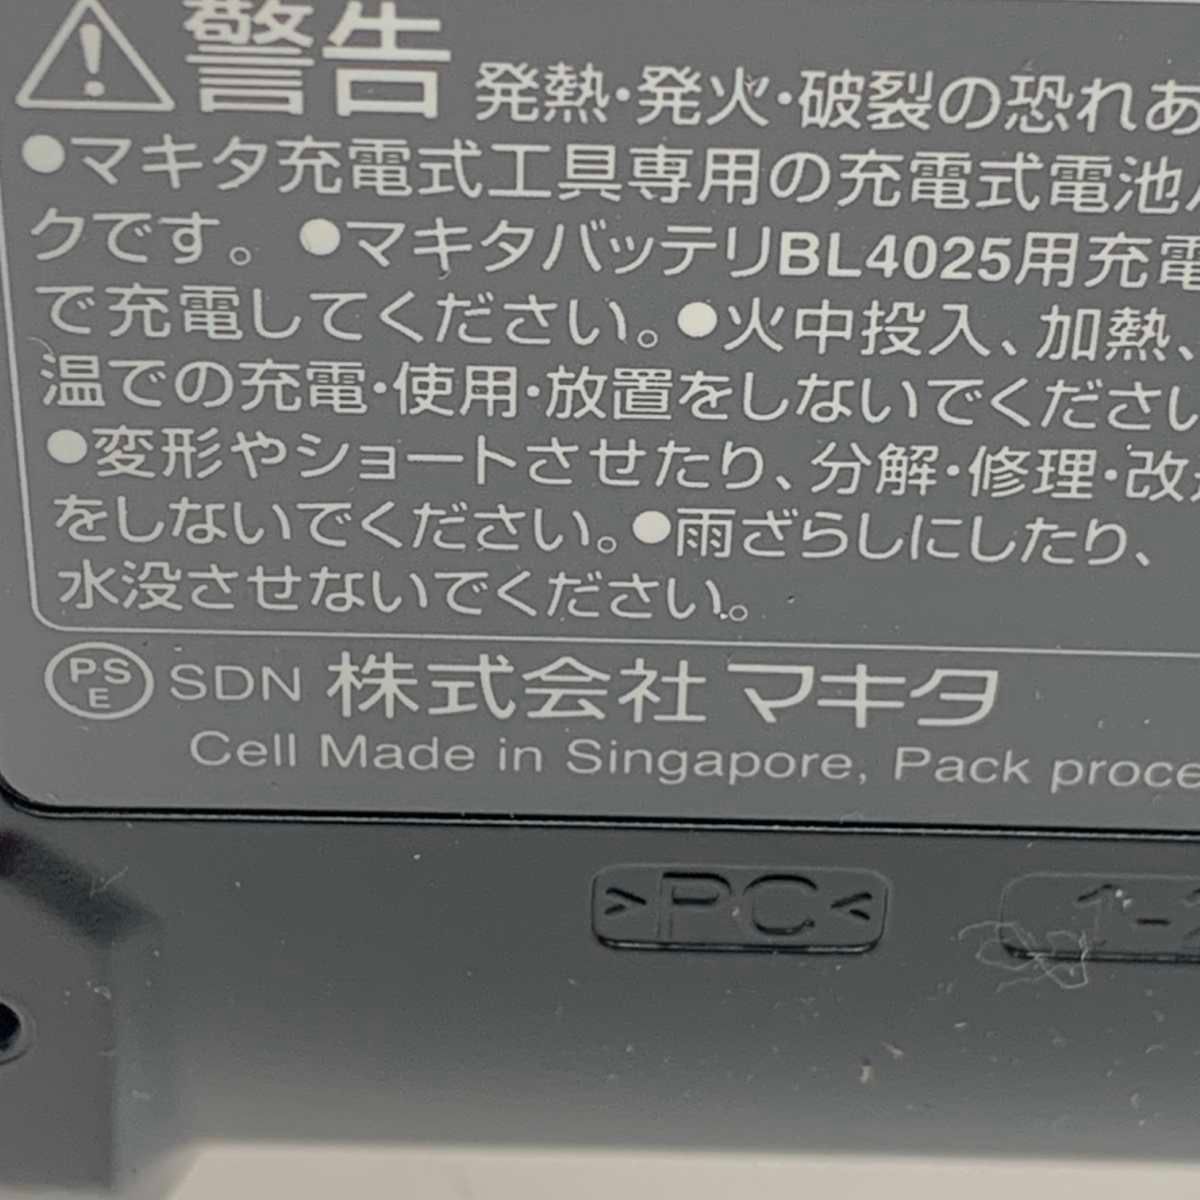 警告 発熱・発火・破裂の恐れあ
●マキタ充電式工具専用の充電式電池
クです。●マキタバッテリBL4025用充電
で充電してください。●火中投入、加熱、
温での充電・使用・放置をしないでください
●変形やショートさせたり、分解・修理・改
をしないでください。●雨ざらしにしたり、
水没させないでください。
PSE SDN 株式会社マキタ
Cell Made in Singapore, Pack proce
>PC< 1-2